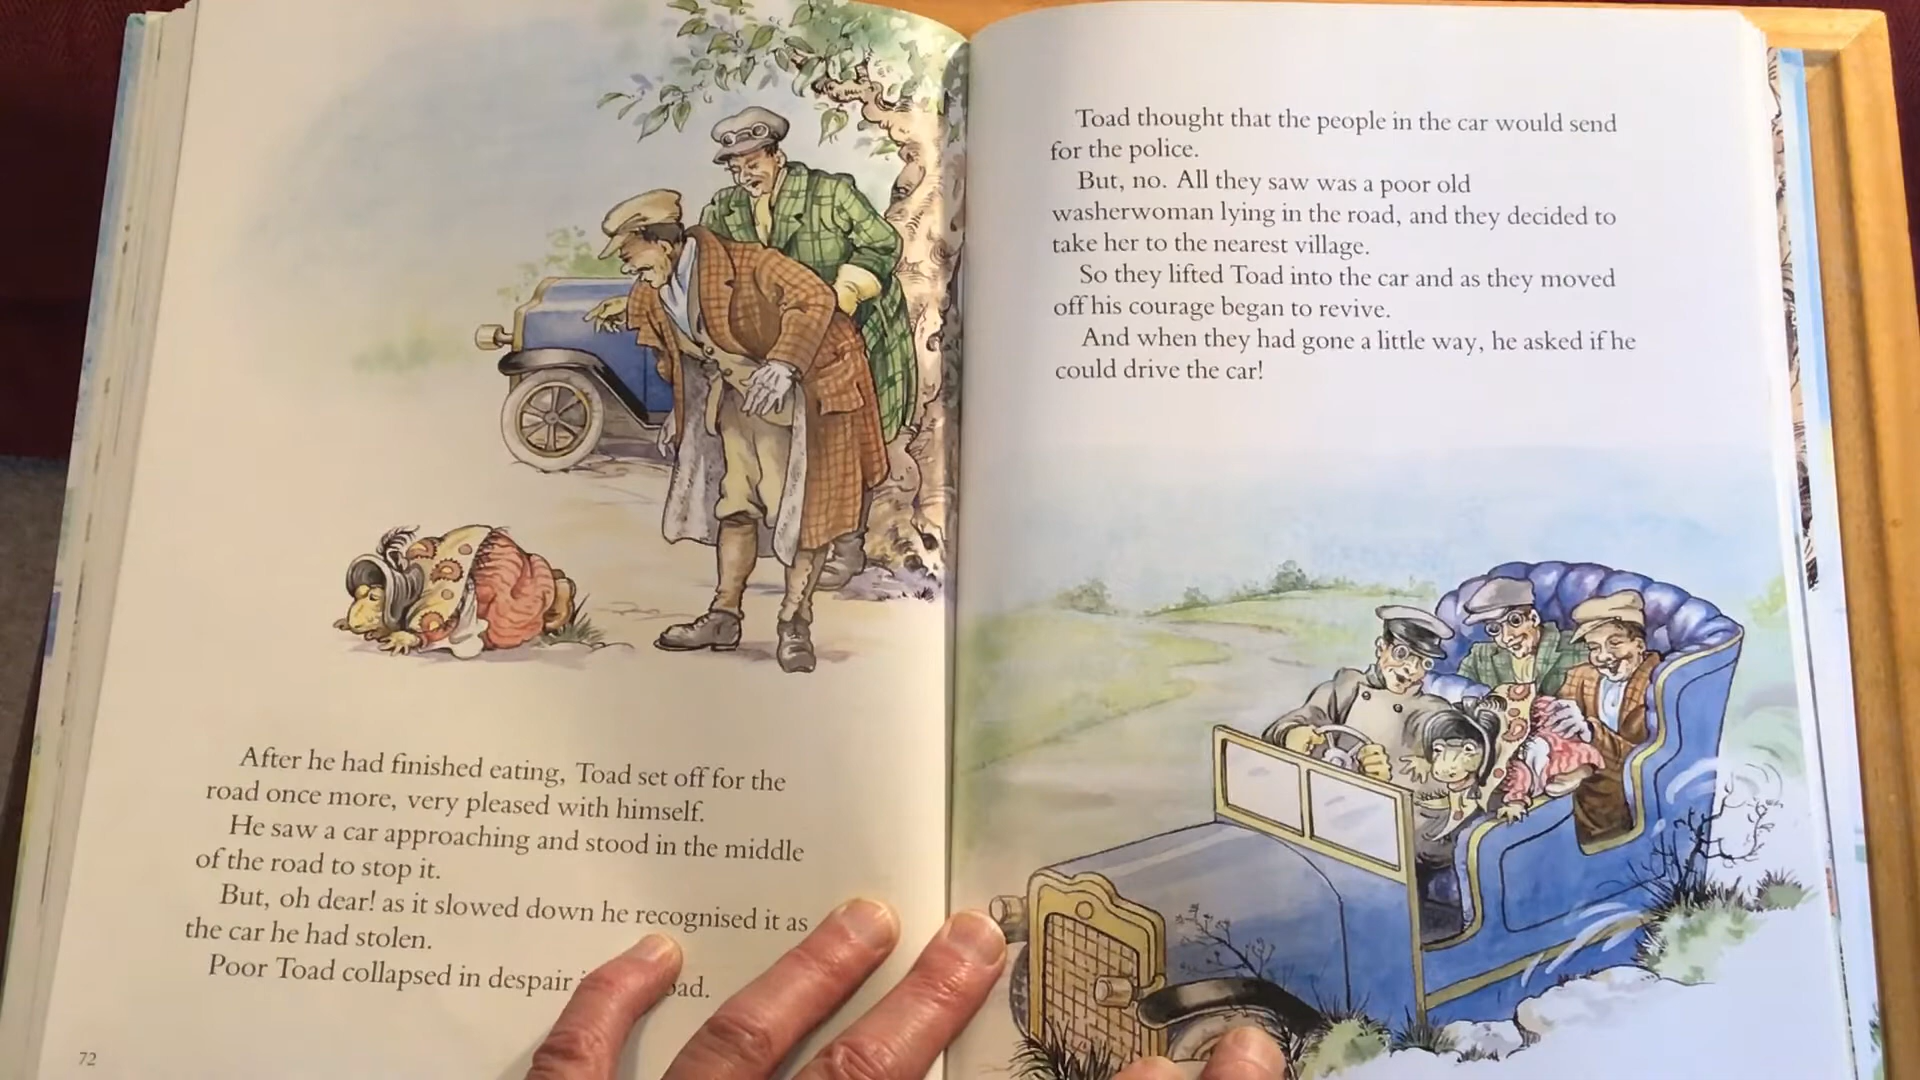 After he had finished eating, Toad set off for the
road once more, very pleased with himself.
He saw a car approaching and stood in the middle
of the road to stop it.
But, oh dear! as it slowed down he recognised it as
the car he had stolen.
Poor Toad collapsed in despair
72
Toad thought that the people in the car would send
for the police.
But, no. All they saw was a poor old
washerwoman lying in the road, and they decided to
take her to the nearest village.
So they lifted Toad into the car and as they moved
off his courage began to revive.
And when they had gone a little way, he asked if he
could drive the car!